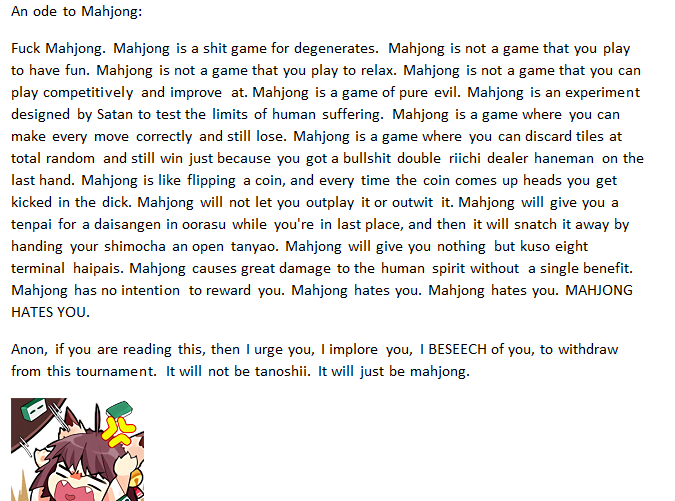 An ode to Mahjong:
Fuck Mahjong. Mahjong is a shit game for degenerates. Mahjong is not a game that you play
to have fun. Mahjong is not a game that you play to relax. Mahjong is not a game that you can
play competitively and improve at. Mahjong is a game of pure evil. Mahjong is an experiment
designed by Satan to test the limits of human suffering. Mahjong is a game where you can
make every move correctly and still lose. Mahjong is a game where you can discard tiles at
total random and still win just because you got a bullshit double riichi dealer haneman on the
last hand. Mahjong is like flipping a coin, and every time the coin comes up heads you get
kicked in the dick. Mahjong will not let you outplay it or outwit it. Mahjong will give you a
tenpai for a daisangen in oorasu while you're in last place, and then it will snatch it away by
handing your shimocha an open tanyao. Mahjong will give you nothing but kuso eight
terminal haipais. Mahjong causes great damage to the human spirit without a single benefit.
Mahjong has no intention to reward you. Mahjong hates you. Mahjong hates you. MAHJONG
HATES YOU.
Anon, if you are reading this, then I urge you, I implore you, I BESEECH of you, to withdraw
from this tournament. It will not be tanoshii. It will just be mahjong.